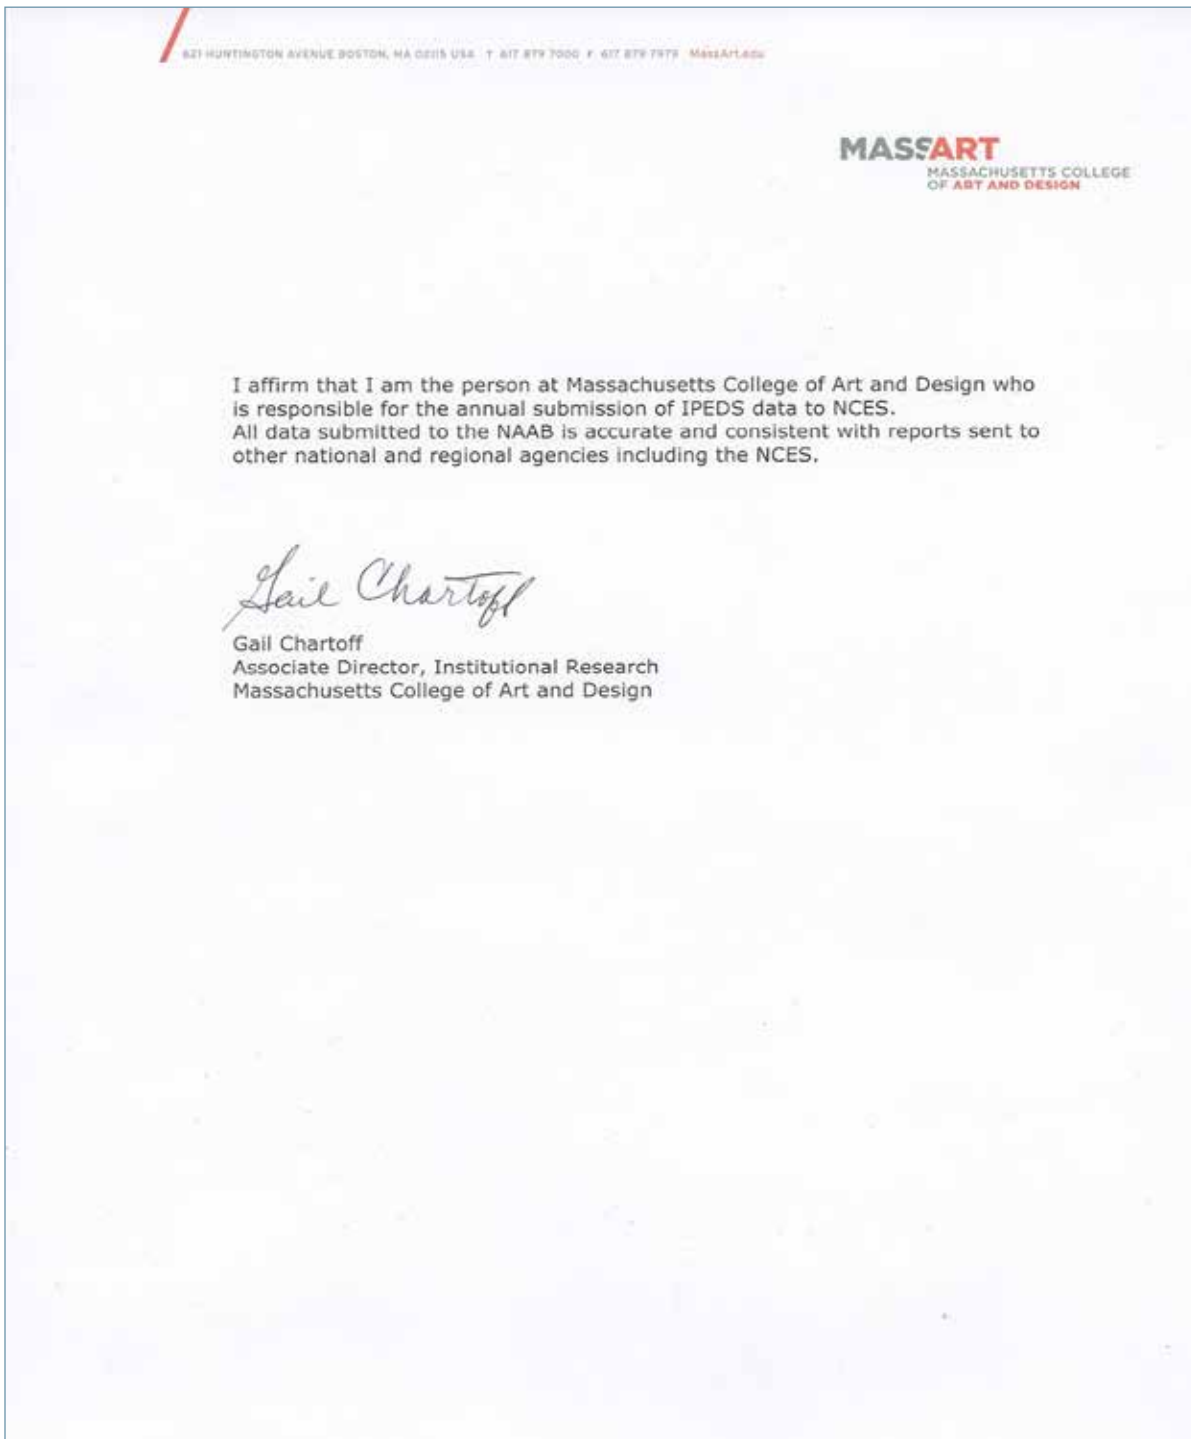 621 HUNTINGTON AVENUE BOSTON, MA 02115 USA T 617 879 7000 F 617 879 7979 MassArt.edu
MASSART
MASSACHUSETTS COLLEGE
OF ART AND DESIGN
I affirm that I am the person at Massachusetts College of Art and Design who
is responsible for the annual submission of IPEDS data to NCES.
All data submitted to the NAAB is accurate and consistent with reports sent to
other national and regional agencies including the NCES.
Gail Chartoff
Gail Chartoff
Associate Director, Institutional Research
Massachusetts College of Art and Design